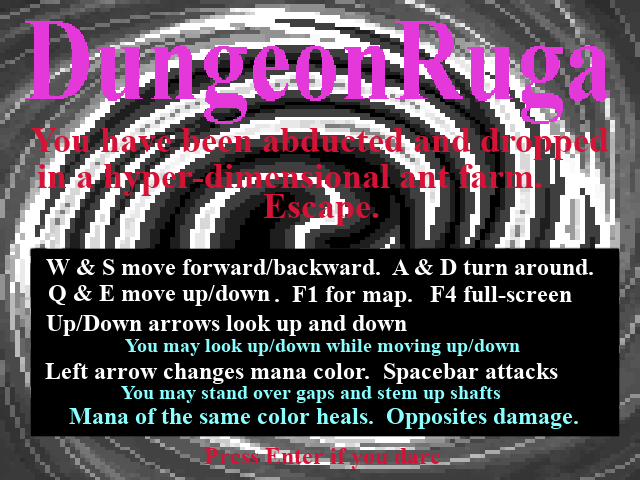 DungeonRuga
You have been abducted and dropped
in a hyper-dimensional ant farm.
Escape.
W & S move forward/backward. A & D turn around.
Q & E move up/down. F1 for map. F4 full-screen
Up/Down arrows look up and down
You may look up/down while moving up/down
Left arrow changes mana color. Spacebar attacks
You may stand over gaps and stem up shafts
Mana of the same color heals. Opposites damage.
Press Enter if you dare